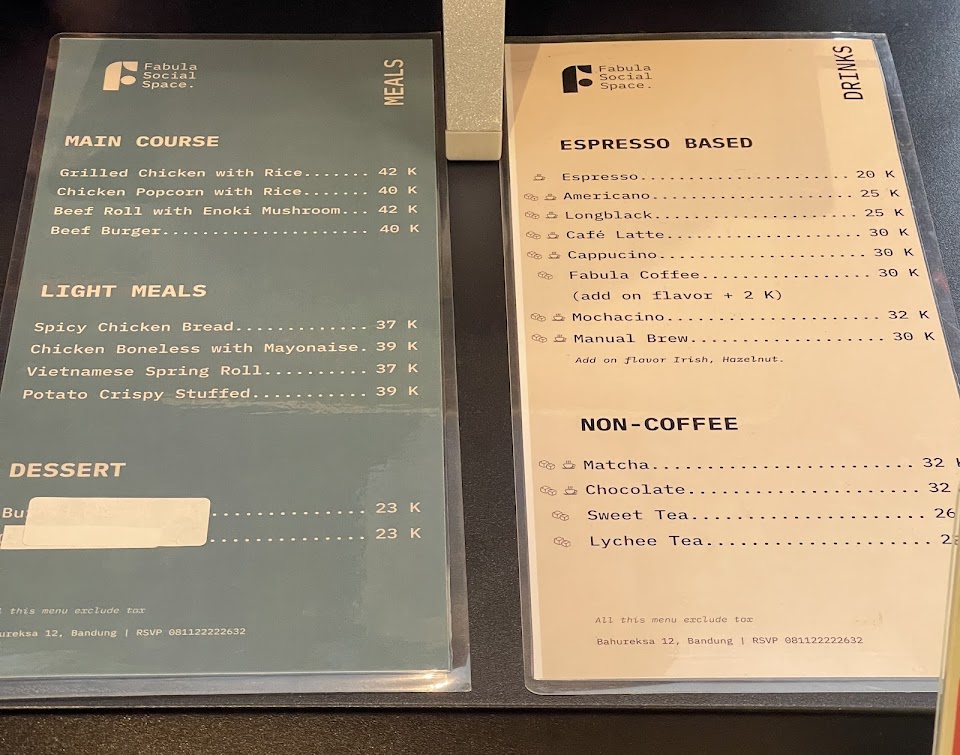 Fabula
Social
Space.
MEALS
MAIN COURSE
Grilled Chicken with Rice....... 42 K
Chicken Popcorn with Rice....... 40 K
Beef Roll with Enoki Mushroom... 42 K
Beef Burger..................... 40 K
LIGHT MEALS
Spicy Chicken Bread............. 37 K
Chicken Boneless with Mayonaise. 39 K
Vietnamese Spring Roll.......... 37 K
Potato Crispy Stuffed........... 39 K
DESSERT
............... 23 K
............... 23 K
this menu exclude tax
12, Bandung | RSVP 081122222632
Fabula
Social
Space.
DRINKS
ESPRESSO BASED
Espresso..................... 20 K
Americano..................... 25 K
Longblack..................... 25 K
Café Latte.................... 30 K
Cappucino..................... 30 K
Fabula Coffee................. 30 K
(add on flavor + 2 K)
Mochacino..................... 32 K
Manual Brew................... 30 K
Add on flavor Irish, Hazelnut.
NON-COFFEE
Matcha........................ 32 K
Chocolate..................... 32
Sweet Tea..................... 26
Lychee Tea....................
All this menu exclude tax
Bahureksa 12, Bandung | RSVP 081122222632